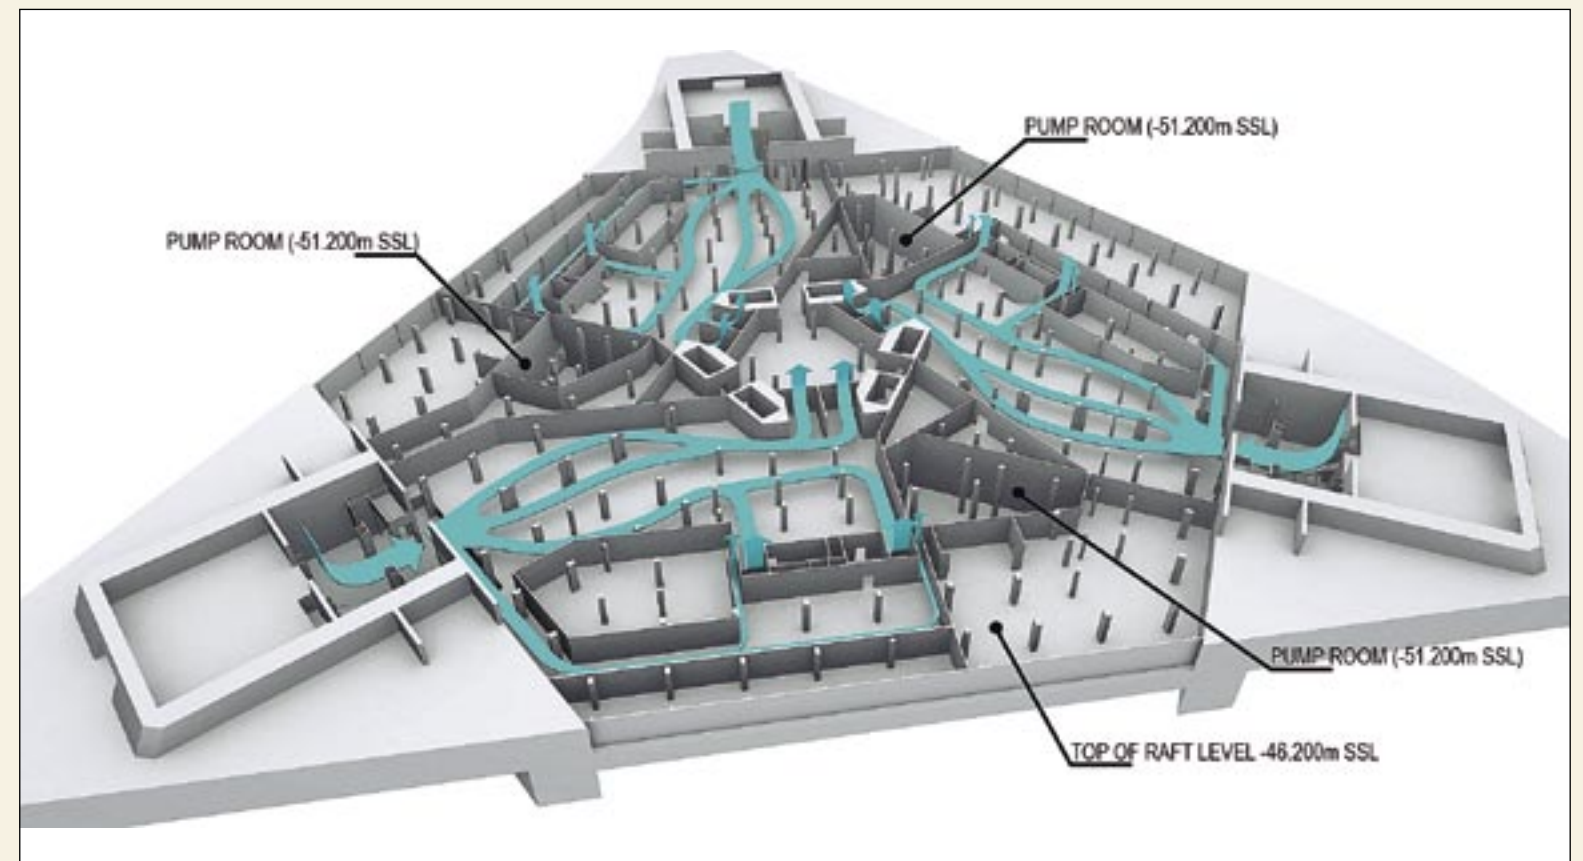 PUMP ROOM (-51.200m SSL)
PUMP ROOM (-51.200m SSL)
PUMP ROOM (-51.200m SSL)
TOP OF RAFT LEVEL -46.200m SSL